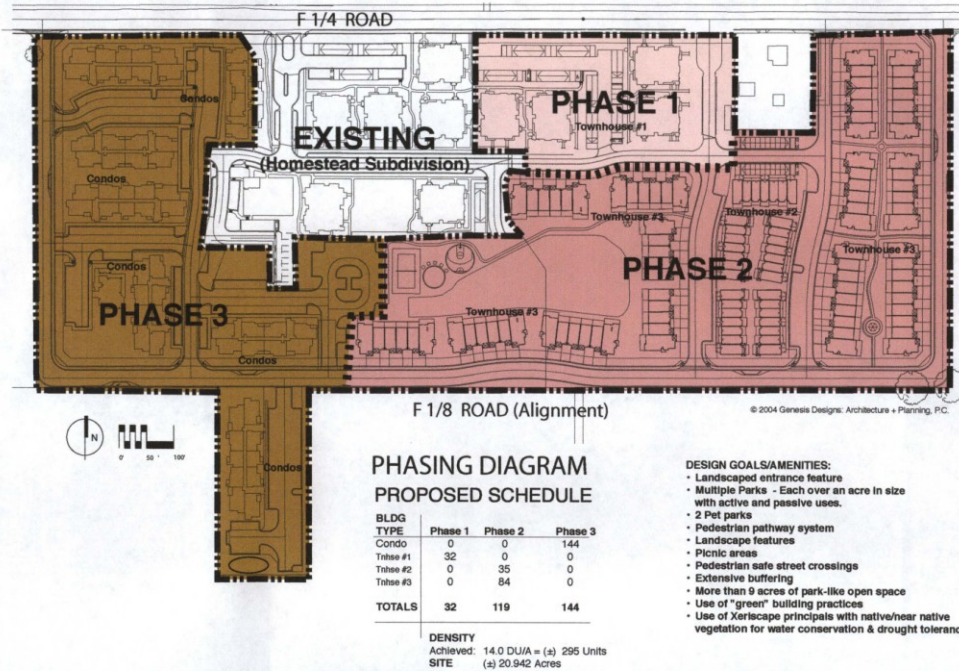 F 1/4 ROAD
Condos
PHASE 1
Townhouse #1
EXISTING
(Homestead Subdivision)
Condos
Townhouse #3
Townhouse #2
Townhouse #3
Condos
PHASE 2
PHASE 3
Townhouse #3
Condos
F 1/8 ROAD (Alignment)
© 2004 Genesis Designs: Architecture + Planning, P.C.
N
0' 50 ' 100'
Condos
PHASING DIAGRAM
PROPOSED SCHEDULE
BLDG
TYPE Phase 1 Phase 2 Phase 3
Condo 0 0 144
Tnhse #1 32 0 0
Tnhse #2 0 35 0
Tnhse #3 0 84 0
TOTALS 32 119 144
DENSITY
Achieved: 14.0 DU/A = (±) 295 Units
SITE (±) 20.942 Acres
DESIGN GOALS/AMENITIES:
• Landscaped entrance feature
• Multiple Parks - Each over an acre in size
with active and passive uses.
• 2 Pet parks
• Pedestrian pathway system
• Landscape features
• Picnic areas
• Pedestrian safe street crossings
• Extensive buffering
• More than 9 acres of park-like open space
• Use of "green" building practices
• Use of Xeriscape principals with native/near native
vegetation for water conservation & drought toleranc